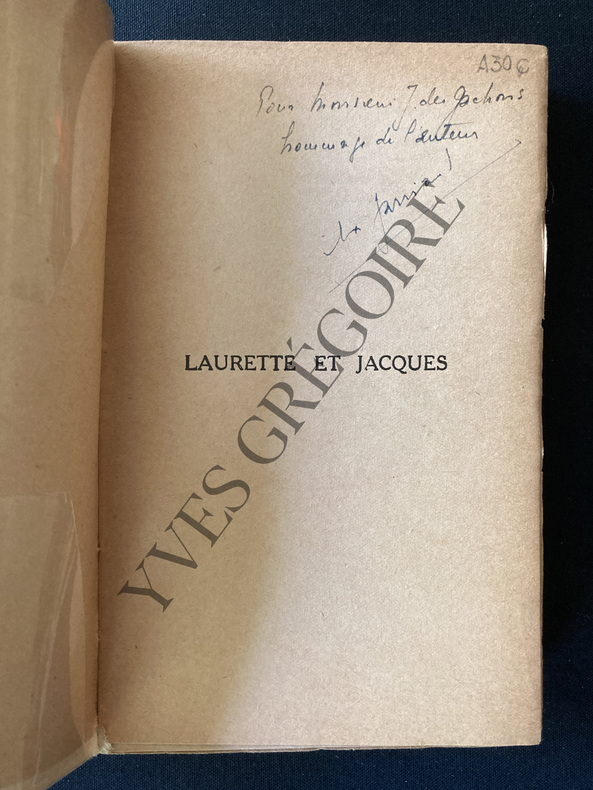 A30
Pour Monsieur J. des Gachons
hommage de l'auteur
LAURETTE ET JACQUES
YVES GRÉGOIRE